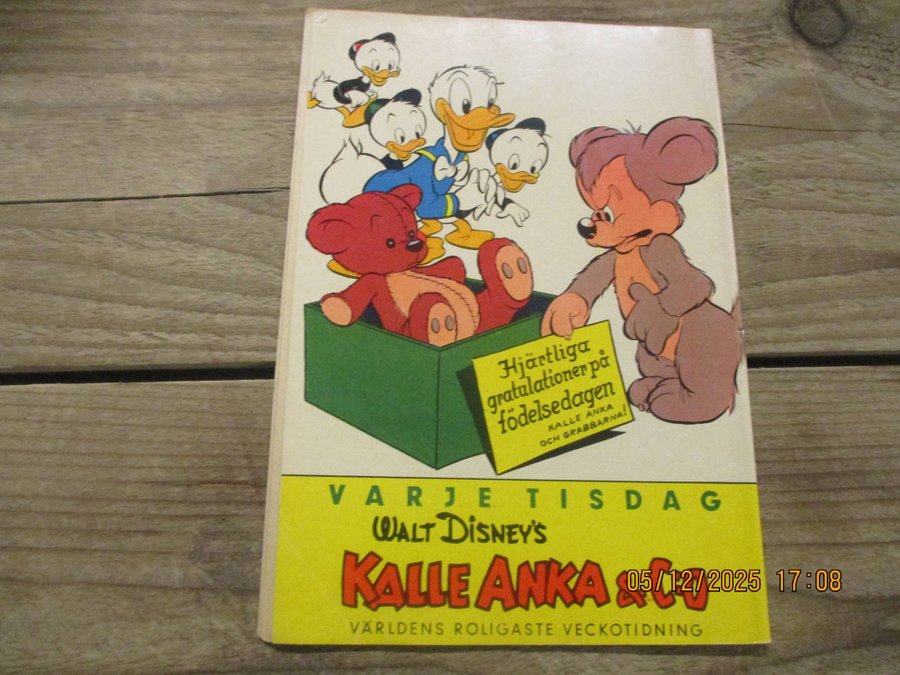 Hjärtliga
gratulationer på
födelsedagen
KALLE ANKA
OCH GRABBARNA!
VARJE TISDAG
WALT DISNEY'S
KALLE ANKA & Co
VÄRLDENS ROLIGASTE VECKOTIDNING
05/12/2025 17:08